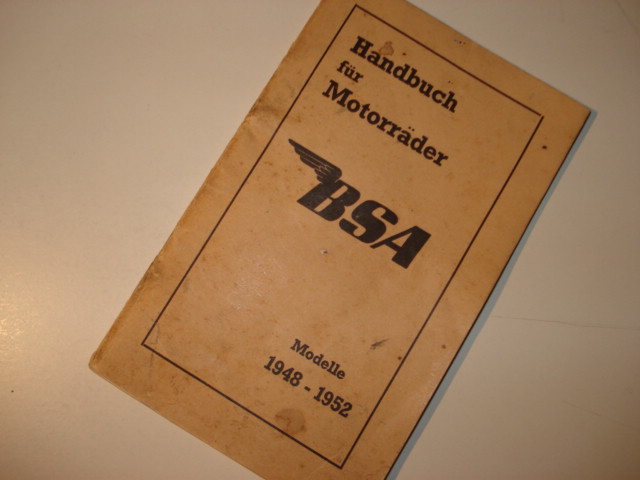 Handbuch
für
Motorräder
BSA
Modelle
1948 - 1952